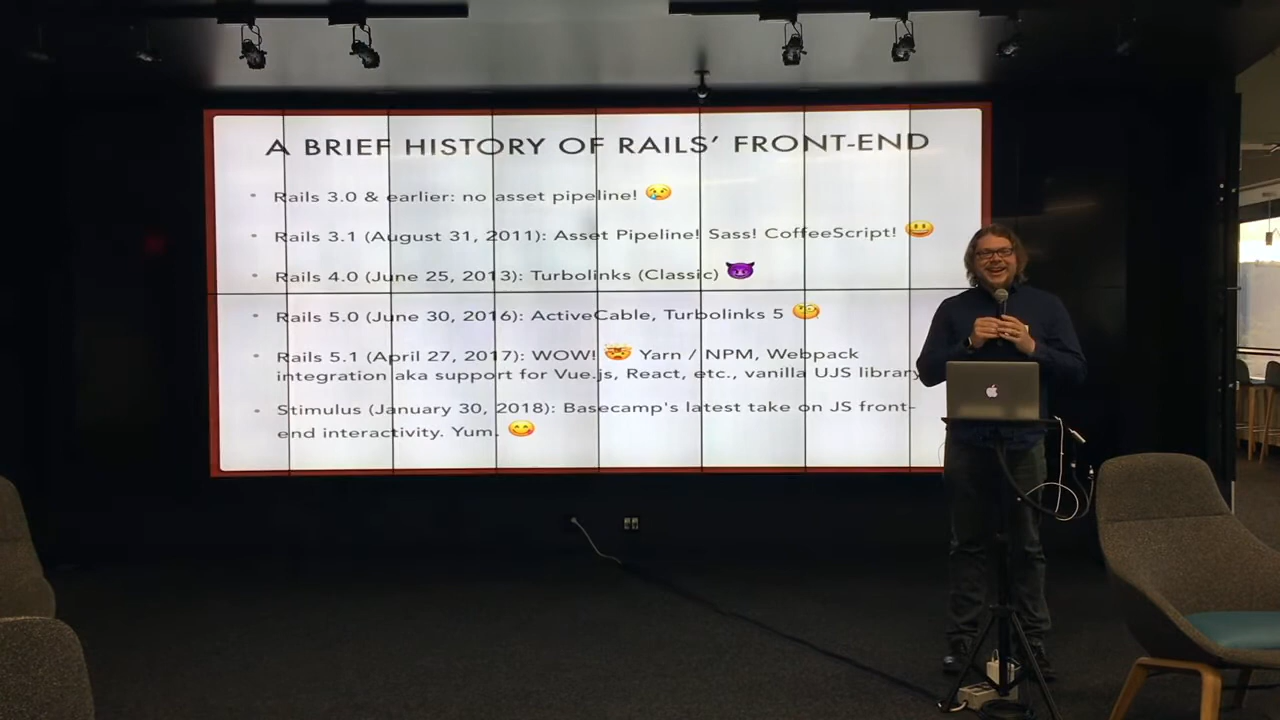 A BRIEF HISTORY OF RAILS’ FRONT-END
• Rails 3.0 & earlier: no asset pipeline! 😢
• Rails 3.1 (August 31, 2011): Asset Pipeline! Sass! CoffeeScript! 😃
• Rails 4.0 (June 25, 2013): Turbolinks (Classic) 😈
• Rails 5.0 (June 30, 2016): ActiveCable, Turbolinks 5 🧐
• Rails 5.1 (April 27, 2017): WOW! 🤯 Yarn / NPM, Webpack
integration aka support for Vue.js, React, etc., vanilla UJS library
• Stimulus (January 30, 2018): Basecamp's latest take on JS front-
end interactivity. Yum. 😋